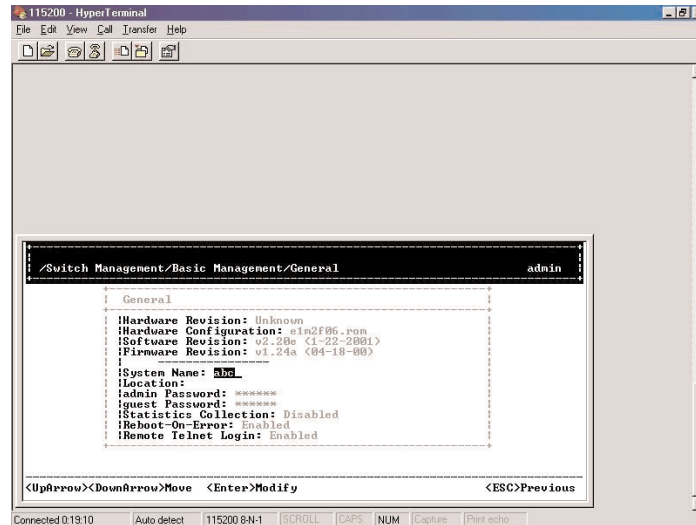 115200 - HyperTerminal
File Edit View Call Transfer Help
/Switch Management/Basic Management/General admin
General
Hardware Revision: Unknown
Hardware Configuration: e1m2f06.rom
Software Revision: v2.20e (1-22-2001)
Firmware Revision: v1.24a (04-18-00)
System Name: abc_
Location:
admin Password: ******
guest Password: ******
Statistics Collection: Disabled
Reboot-On-Error: Enabled
Remote Telnet Login: Enabled
<UpArrow><DownArrow>Move <Enter>Modify <ESC>Previous
Connected 0:19:10 Auto detect 115200 8-N-1 SCROLL CAPS NUM Capture Print echo